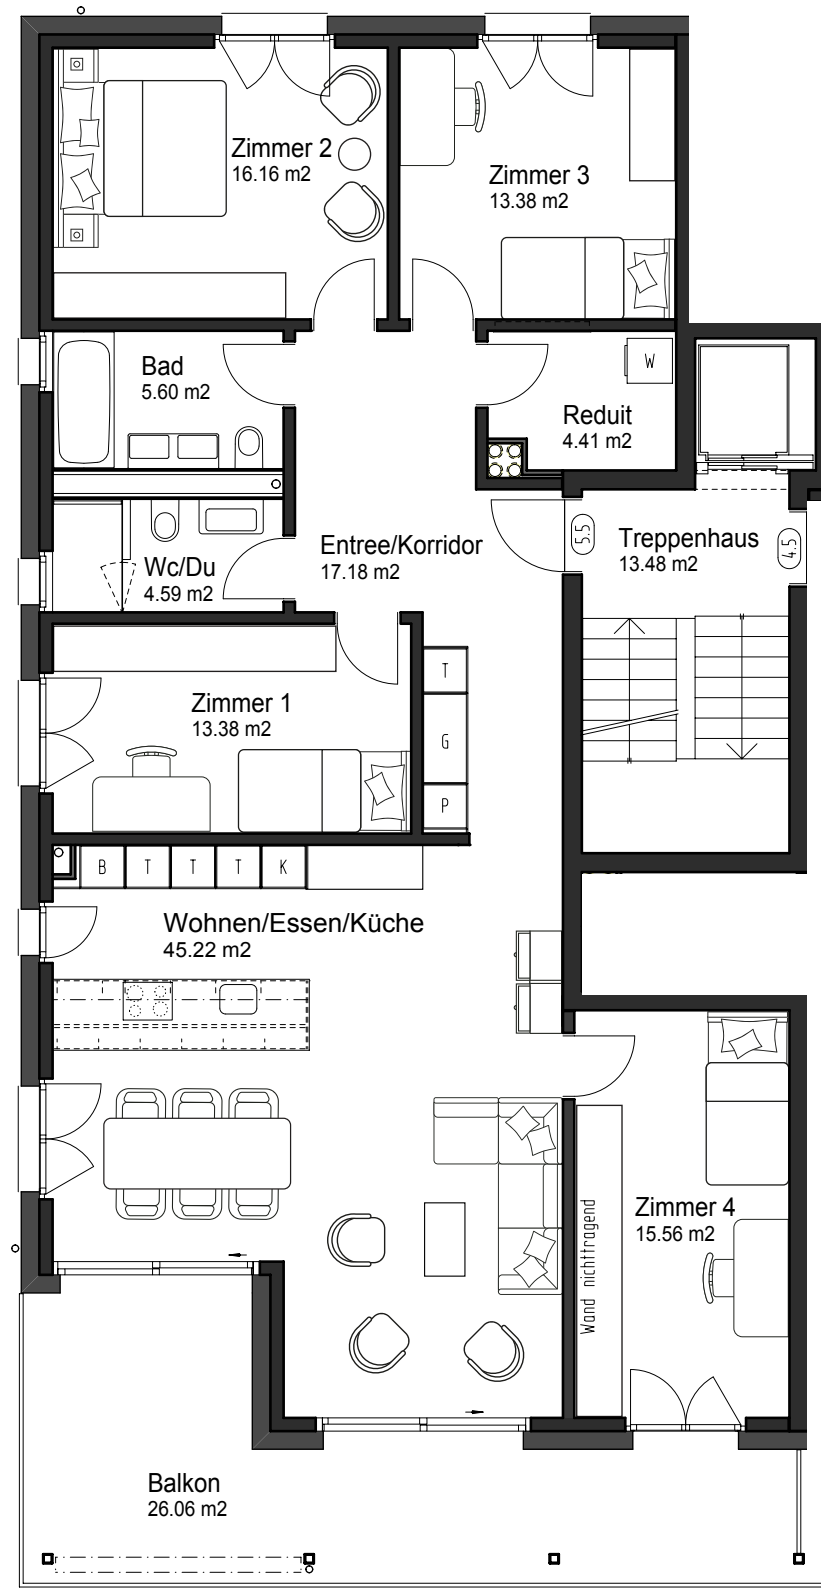 Zimmer 2
16.16 m2
Zimmer 3
13.38 m2
Bad
5.60 m2
W
Reduit
4.41 m2
Entree/Korridor
17.18 m2
5.5
Treppenhaus
13.48 m2
4.5
Wc/Du
4.59 m2
T
G
P
Zimmer 1
13.38 m2
B T T T K
Wohnen/Essen/Küche
45.22 m2
Zimmer 4
15.56 m2
Wand nichttragend
Balkon
26.06 m2